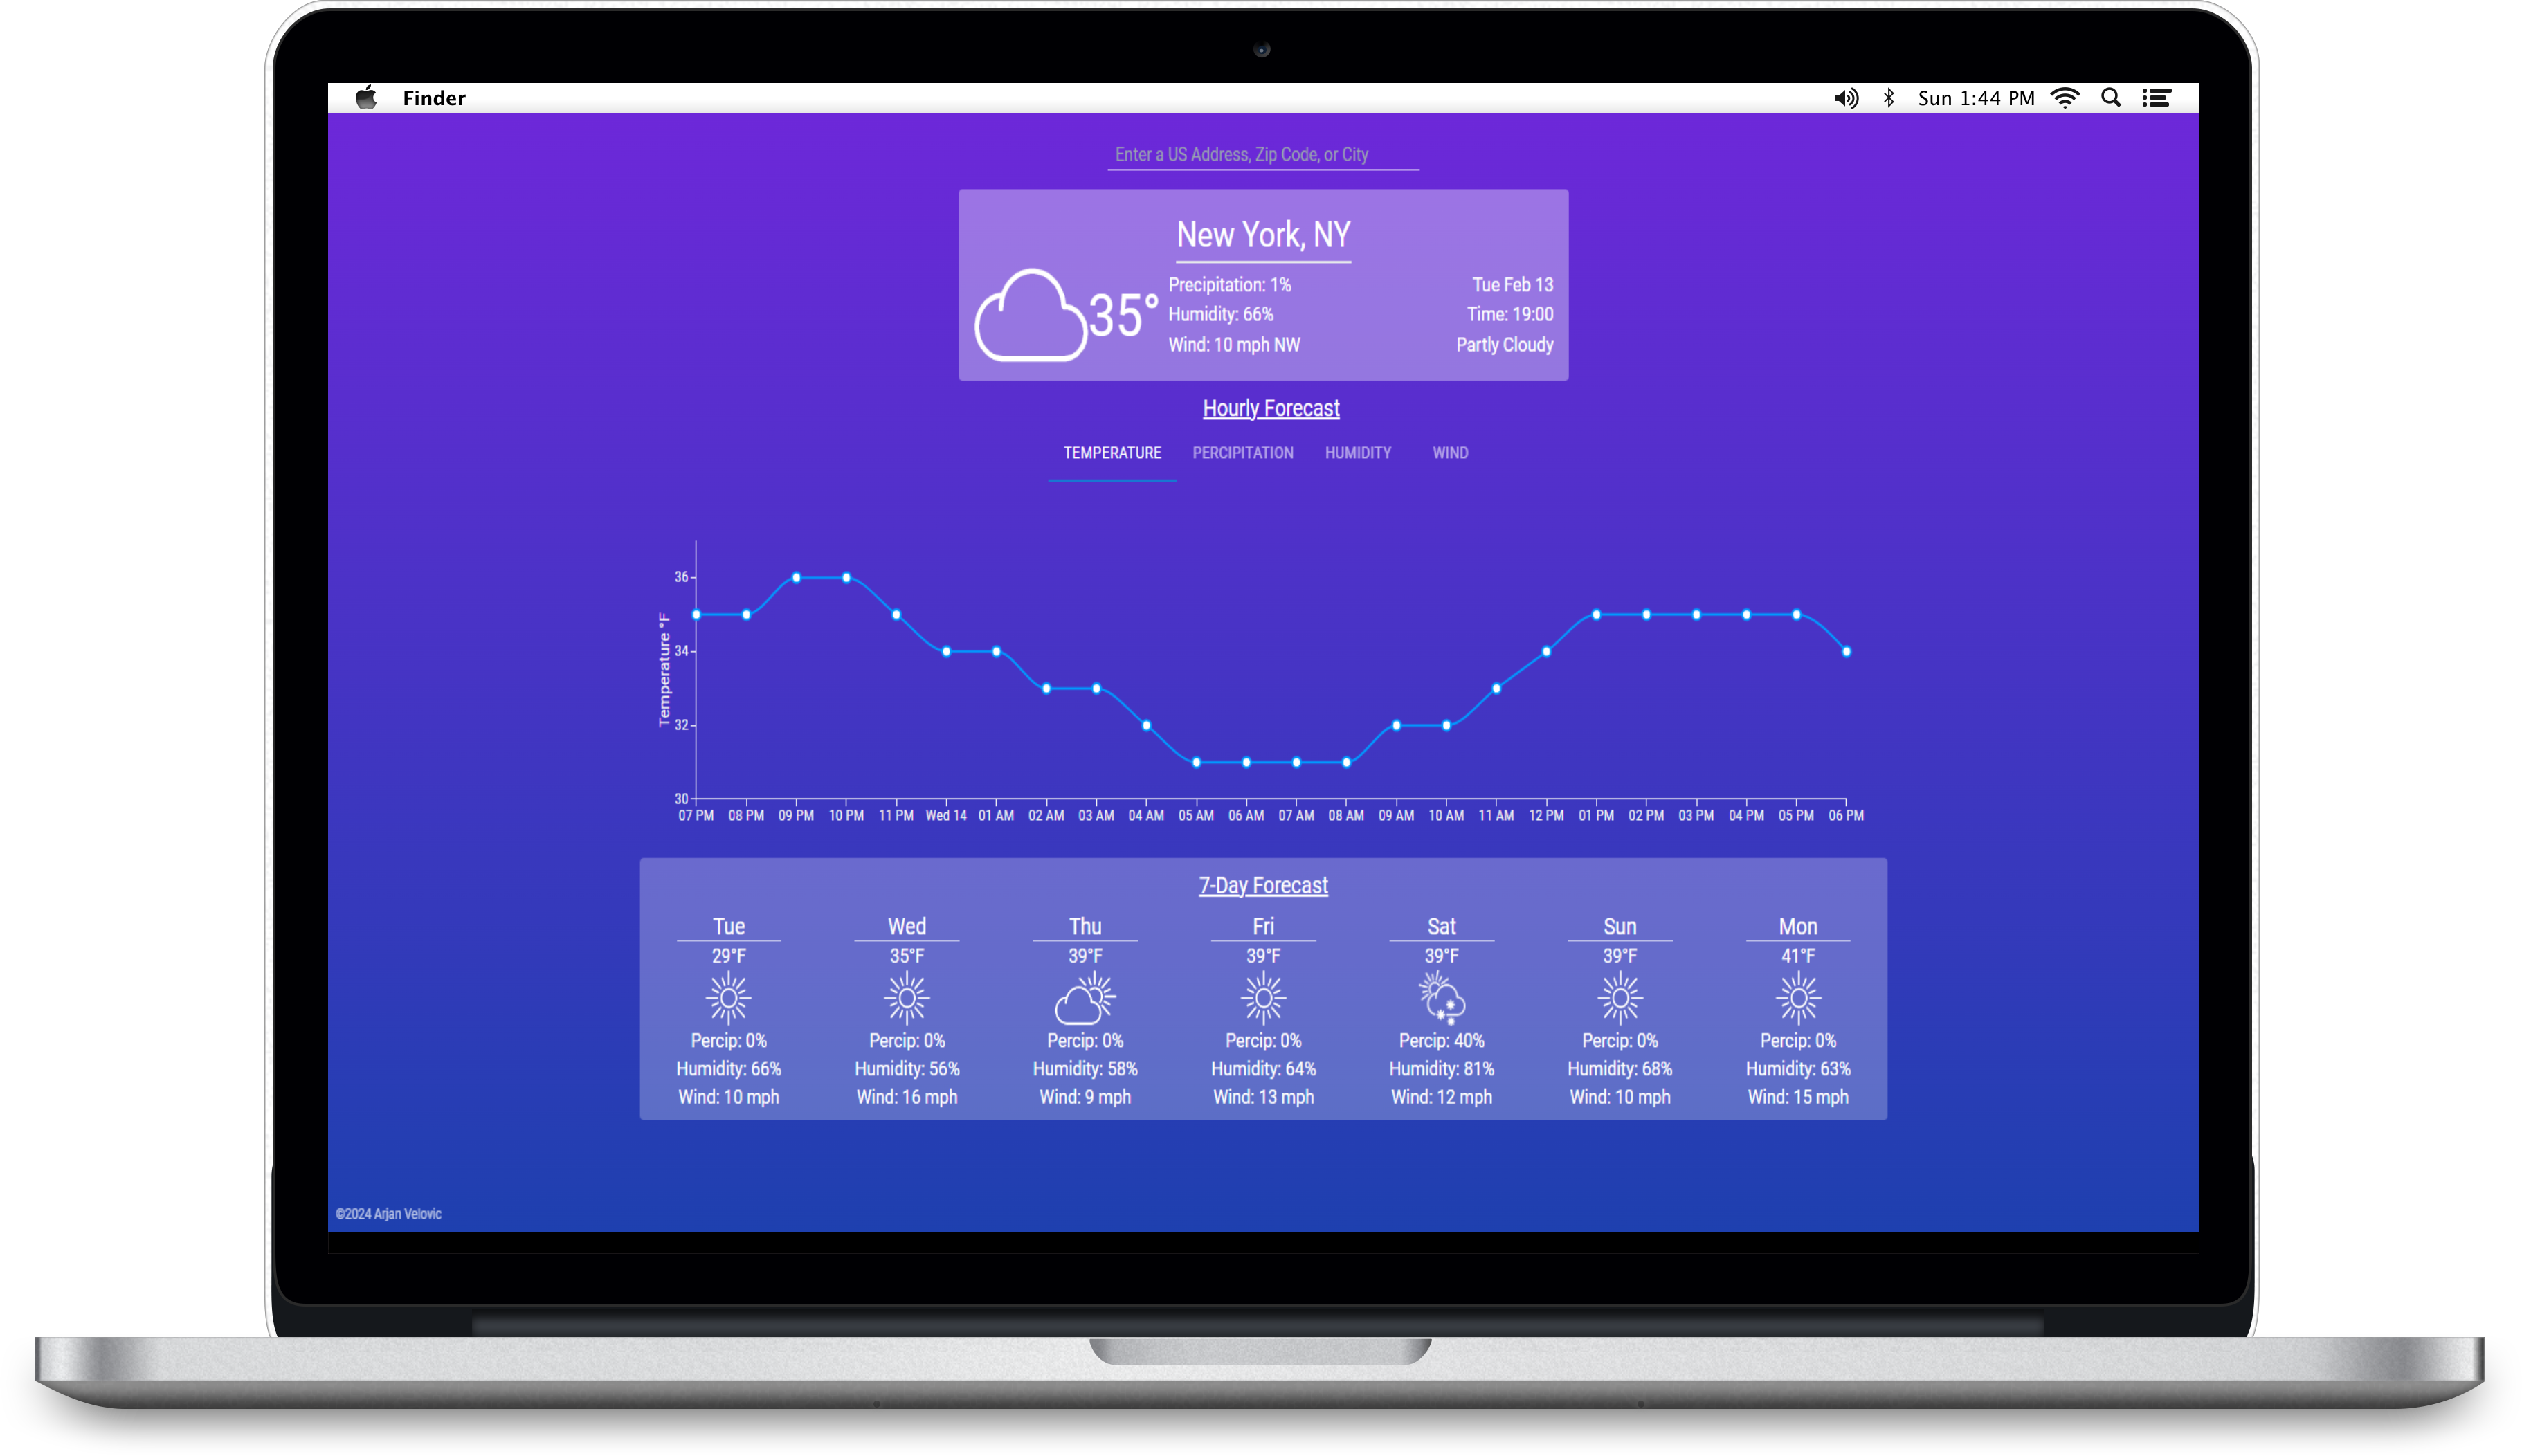 Finder
Sun 1:44 PM
Enter a US Address, Zip Code, or City
New York, NY
35°
Precipitation: 1%
Humidity: 66%
Wind: 10 mph NW
Tue Feb 13
Time: 19:00
Partly Cloudy
Hourly Forecast
TEMPERATURE PERCIPITATION HUMIDITY WIND
Temperature °F
36
34
32
30
07 PM 08 PM 09 PM 10 PM 11 PM Wed 14 01 AM 02 AM 03 AM 04 AM 05 AM 06 AM 07 AM 08 AM 09 AM 10 AM 11 AM 12 PM 01 PM 02 PM 03 PM 04 PM 05 PM 06 PM
7-Day Forecast
Tue Wed Thu Fri Sat Sun Mon
29°F 35°F 39°F 39°F 39°F 39°F 41°F
Percip: 0% Percip: 0% Percip: 0% Percip: 0% Percip: 40% Percip: 0% Percip: 0%
Humidity: 66% Humidity: 56% Humidity: 58% Humidity: 64% Humidity: 81% Humidity: 68% Humidity: 63%
Wind: 10 mph Wind: 16 mph Wind: 9 mph Wind: 13 mph Wind: 12 mph Wind: 10 mph Wind: 15 mph
©2024 Arjan Velovic